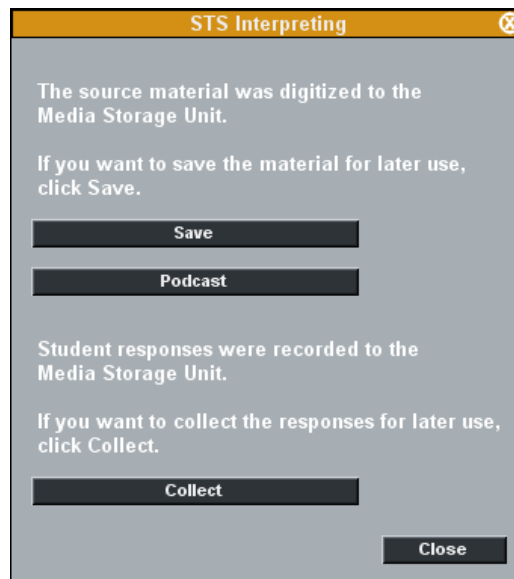 STS Interpreting
The source material was digitized to the
Media Storage Unit.
If you want to save the material for later use,
click Save.
Save
Podcast
Student responses were recorded to the
Media Storage Unit.
If you want to collect the responses for later use,
click Collect.
Collect
Close